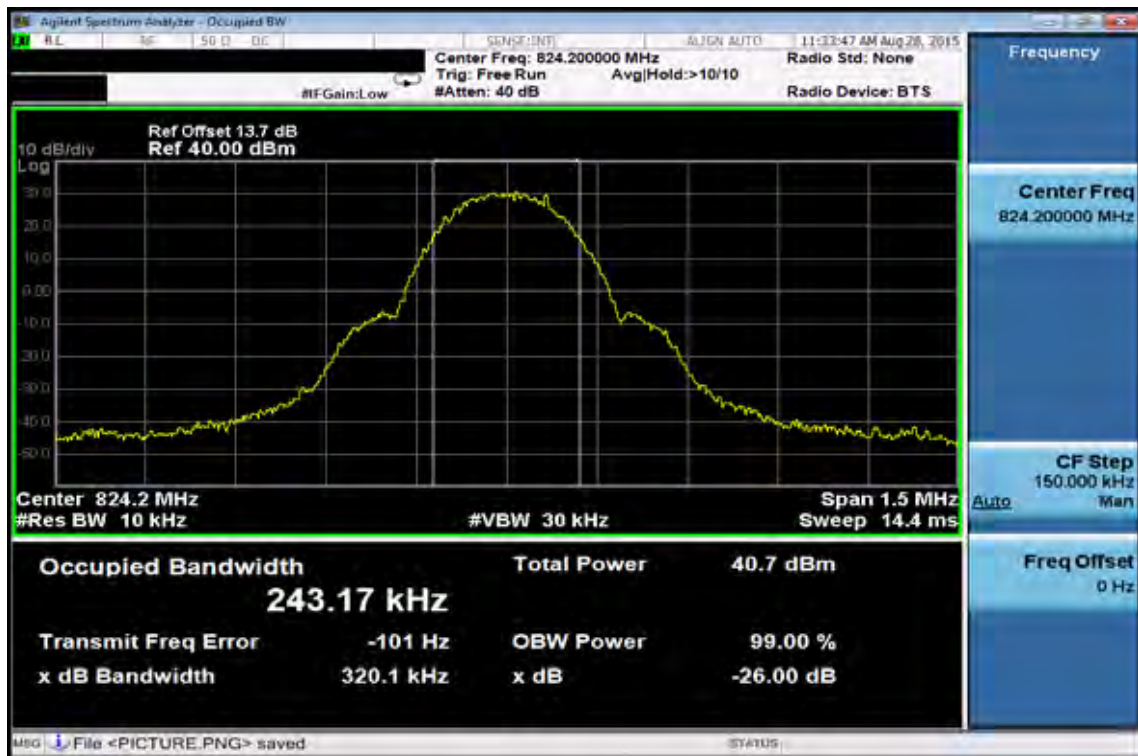 Agilent Spectrum Analyzer - Occupied BW
RL RF 50 Ω DC SENSE:INT ALIGN AUTO 11:33:47 AM Aug 28, 2015
Center Freq: 824.200000 MHz Radio Std: None
Trig: Free Run Avg|Hold:>10/10
#IFGain:Low #Atten: 40 dB Radio Device: BTS
Ref Offset 13.7 dB
10 dB/div Ref 40.00 dBm
Log
30.0
20.0
10.0
0.00
-10.0
-20.0
-30.0
-40.0
-50.0
Center 824.2 MHz Span 1.5 MHz
#Res BW 10 kHz #VBW 30 kHz Sweep 14.4 ms
Occupied Bandwidth Total Power 40.7 dBm
243.17 kHz
Transmit Freq Error -101 Hz OBW Power 99.00 %
x dB Bandwidth 320.1 kHz x dB -26.00 dB
MSG File <PICTURE.PNG> saved STATUS
Frequency
Center Freq
824.200000 MHz
CF Step
150.000 kHz
Auto Man
Freq Offset
0 Hz